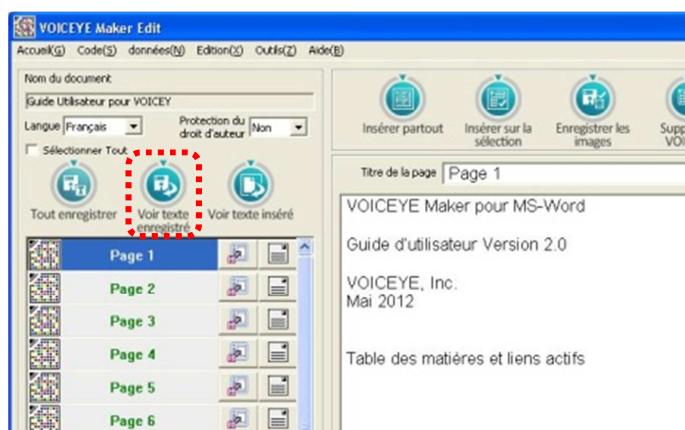 VOICEYE Maker Edit
Accueil(G) Code(S) données(N) Edition(X) Outils(Z) Aide(B)
Nom du document
Guide Utilisateur pour VOICEY
Langue Français Protection du droit d'auteur Non
Sélectionner Tout
Tout enregistrer
Voir texte enregistré
Voir texte inséré
Page 1
Page 2
Page 3
Page 4
Page 5
Page 6
Insérer partout
Insérer sur la sélection
Enregistrer les images
Titre de la page Page 1
VOICEYE Maker pour MS-Word
Guide d'utilisateur Version 2.0
VOICEYE, Inc.
Mai 2012
Table des matières et liens actifs